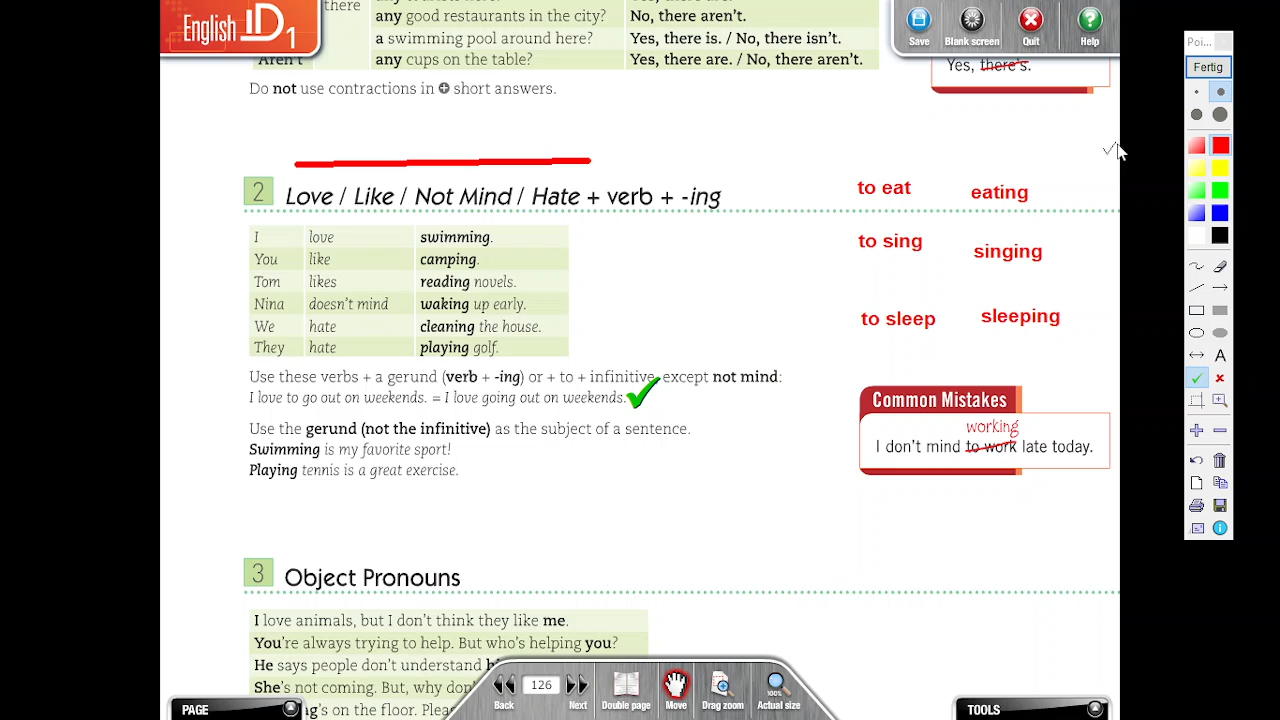 English ID 1
there
any good restaurants in the city? No, there aren't.
a swimming pool around here? Yes, there is. / No, there isn't.
Aren't any cups on the table? Yes, there are. / No, there aren't.
Do not use contractions in + short answers.
Yes, there's.
Save Blank screen Quit Help
Poi...
Fertig
2 Love / Like / Not Mind / Hate + verb + -ing
to eat eating
to sing singing
to sleep sleeping
I love swimming.
You like camping.
Tom likes reading novels.
Nina doesn't mind waking up early.
We hate cleaning the house.
They hate playing golf.
Use these verbs + a gerund (verb + -ing) or + to + infinitive, except not mind:
I love to go out on weekends. = I love going out on weekends.
Use the gerund (not the infinitive) as the subject of a sentence.
Swimming is my favorite sport!
Playing tennis is a great exercise.
Common Mistakes
working
I don't mind to work late today.
3 Object Pronouns
I love animals, but I don't think they like me.
You're always trying to help. But who's helping you?
He says people don't understand
She's not coming. But, why don'
126
Back Next Double page Move Drag zoom 100% Actual size
PAGE
TOOLS
A